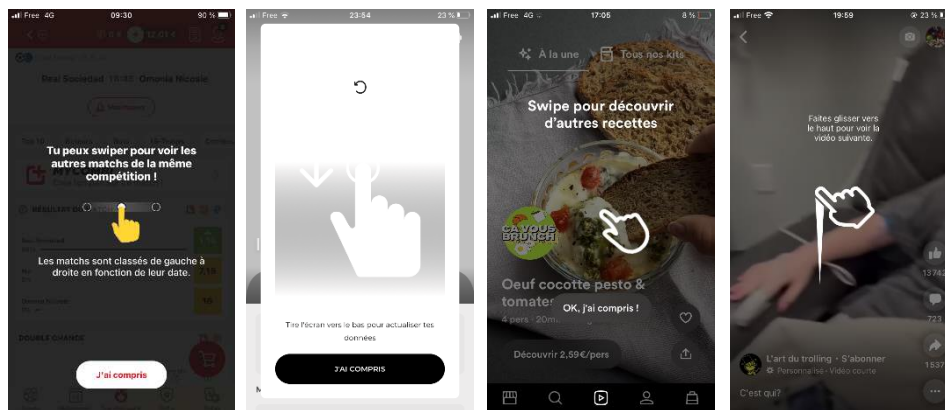 Free 4G
09:30
90 %
12,01 €
Real Sociedad
Omonia Nicosie
Tu peux swiper pour voir les
autres matchs de la même
compétition !
Les matchs sont classés de gauche à
droite en fonction de leur date.
DOUBLE CHANCE
J'ai compris
Free
23:54
23 %
Tire l'écran vers le bas pour actualiser tes
données
J'AI COMPRIS
Free 4G
17:05
8 %
À la une
Tous nos kits
Swipe pour découvrir
d'autres recettes
ÇA VOUS
BRUNCH
Oeuf cocotte pesto &
tomates
4 pers · 20m
OK, j'ai compris !
Découvrir 2,59€/pers
Free
19:59
23 %
Faites glisser vers
le haut pour voir la
vidéo suivante.
13742
723
1537
L'art du trolling · S'abonner
Personnalisé · Vidéo courte
C'est qui?